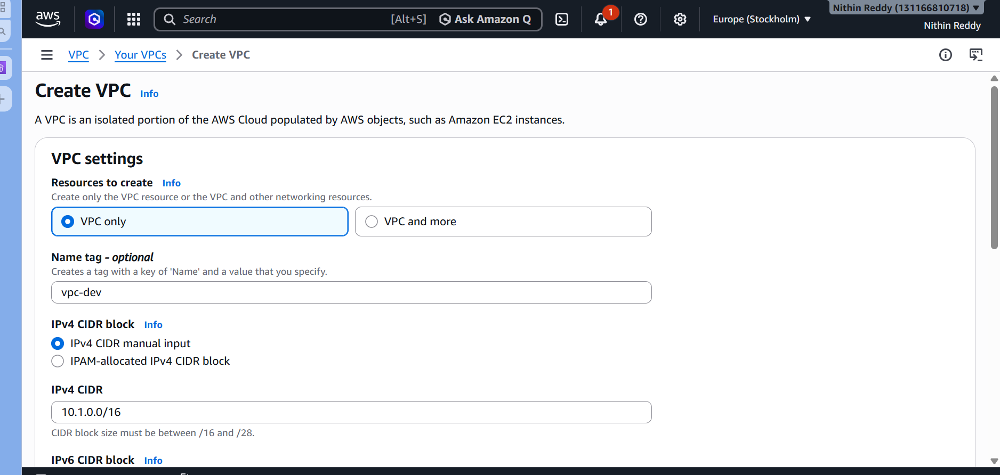 Nithin Reddy (131166810718)
aws
Search [Alt+S] Ask Amazon Q
1
Europe (Stockholm)
Nithin Reddy
VPC Your VPCs Create VPC
Create VPC Info
A VPC is an isolated portion of the AWS Cloud populated by AWS objects, such as Amazon EC2 instances.
VPC settings
Resources to create Info
Create only the VPC resource or the VPC and other networking resources.
VPC only VPC and more
Name tag - optional
Creates a tag with a key of 'Name' and a value that you specify.
vpc-dev
IPv4 CIDR block Info
IPv4 CIDR manual input
IPAM-allocated IPv4 CIDR block
IPv4 CIDR
10.1.0.0/16
CIDR block size must be between /16 and /28.
IPv6 CIDR block Info